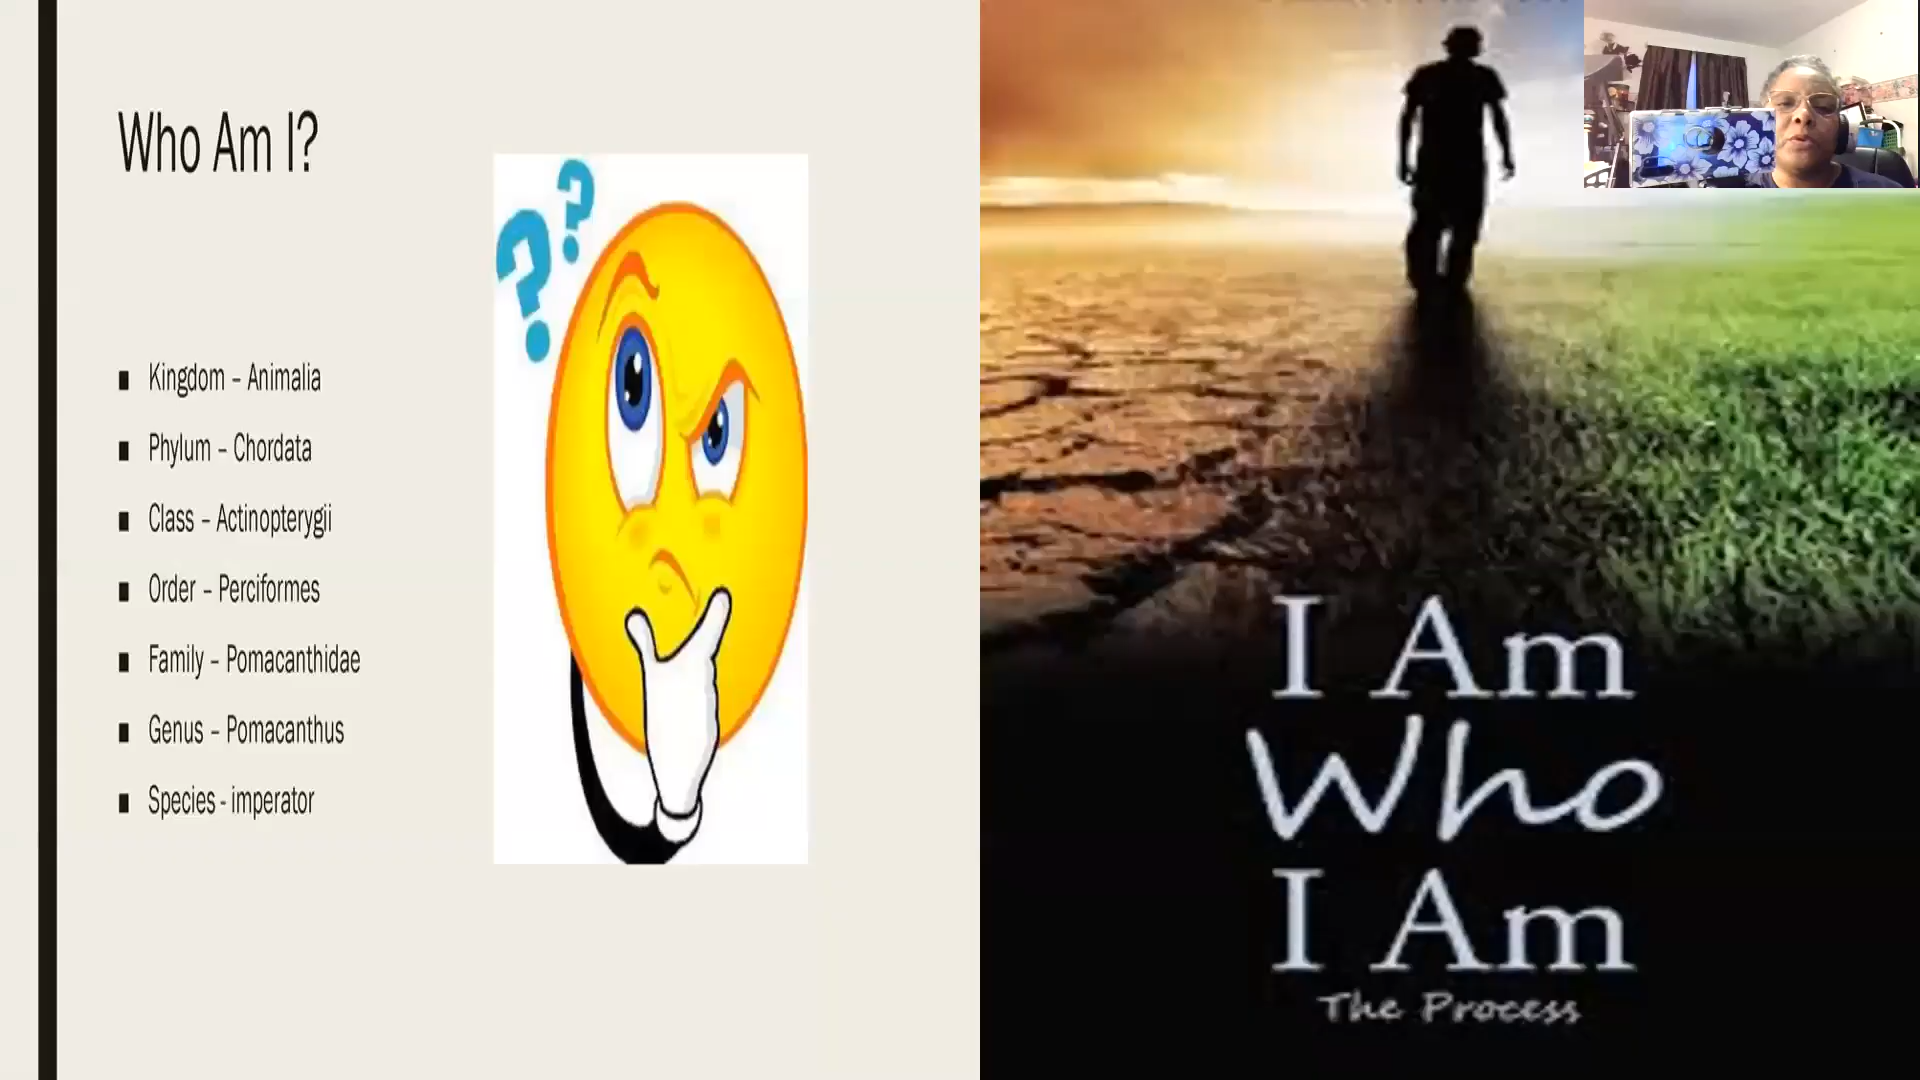 Who Am I?
Kingdom – Animalia
Phylum – Chordata
Class – Actinopterygii
Order – Perciformes
Family – Pomacanthidae
Genus – Pomacanthus
Species - imperator
? ?
I Am
Who
I Am
The Process